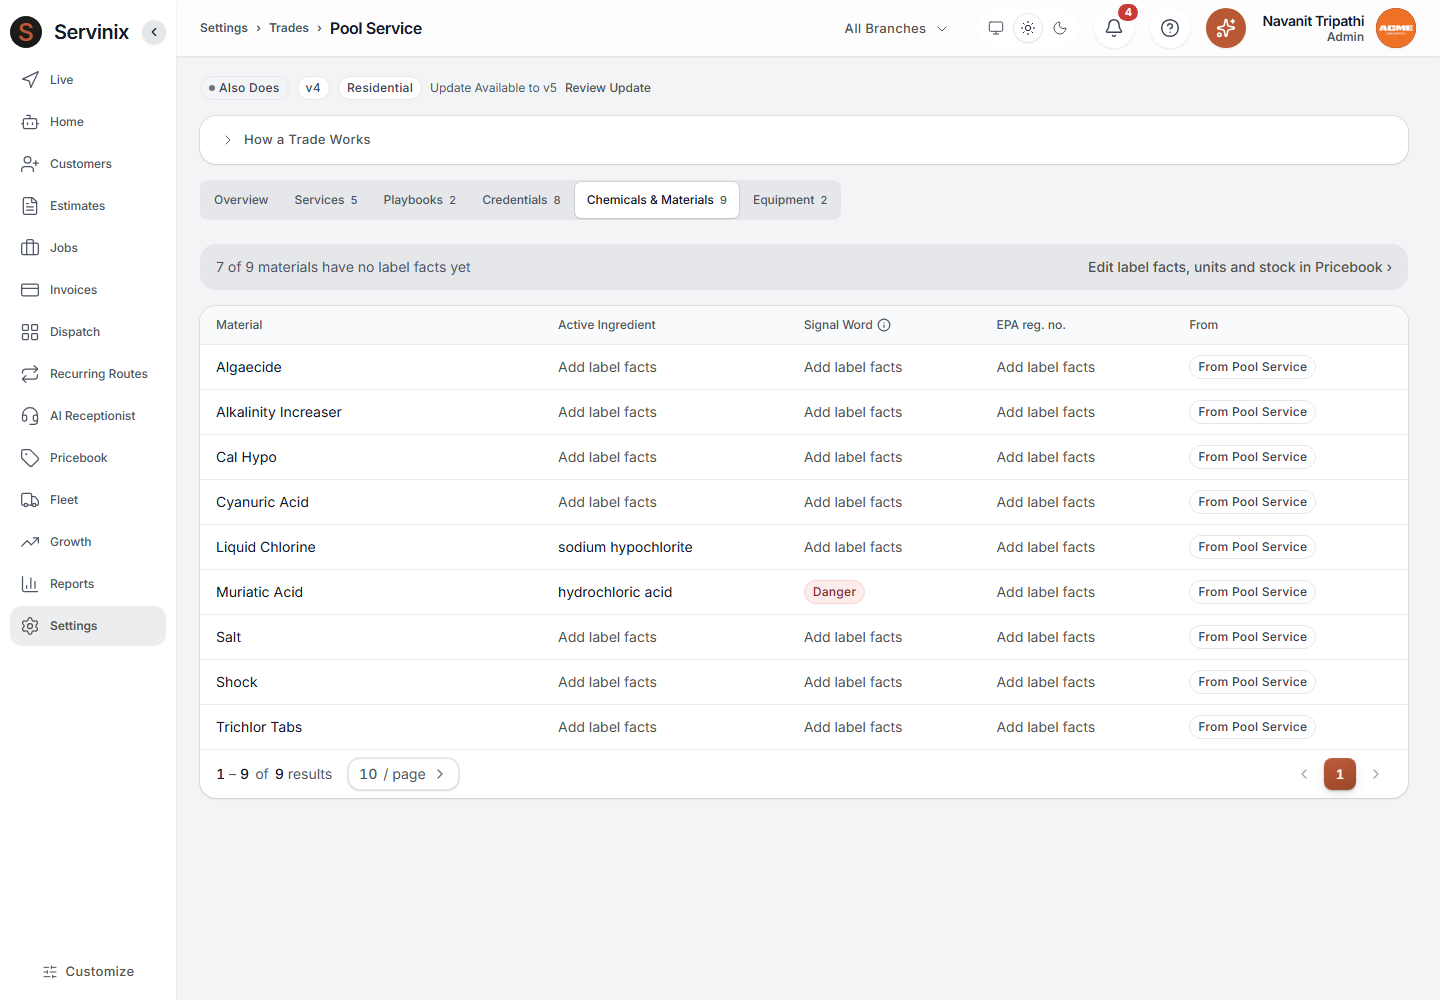 S Servinix
Settings › Trades › Pool Service
All Branches
4
Navanit Tripathi
Admin
ACME
Live
Home
Customers
Estimates
Jobs
Invoices
Dispatch
Recurring Routes
AI Receptionist
Pricebook
Fleet
Growth
Reports
Settings
Customize
Also Does v4 Residential Update Available to v5 Review Update
How a Trade Works
Overview Services 5 Playbooks 2 Credentials 8 Chemicals & Materials 9 Equipment 2
7 of 9 materials have no label facts yet Edit label facts, units and stock in Pricebook ›
Material Active Ingredient Signal Word EPA reg. no. From
Algaecide Add label facts Add label facts Add label facts From Pool Service
Alkalinity Increaser Add label facts Add label facts Add label facts From Pool Service
Cal Hypo Add label facts Add label facts Add label facts From Pool Service
Cyanuric Acid Add label facts Add label facts Add label facts From Pool Service
Liquid Chlorine sodium hypochlorite Add label facts Add label facts From Pool Service
Muriatic Acid hydrochloric acid Danger Add label facts From Pool Service
Salt Add label facts Add label facts Add label facts From Pool Service
Shock Add label facts Add label facts Add label facts From Pool Service
Trichlor Tabs Add label facts Add label facts Add label facts From Pool Service
1 – 9 of 9 results 10 / page 1